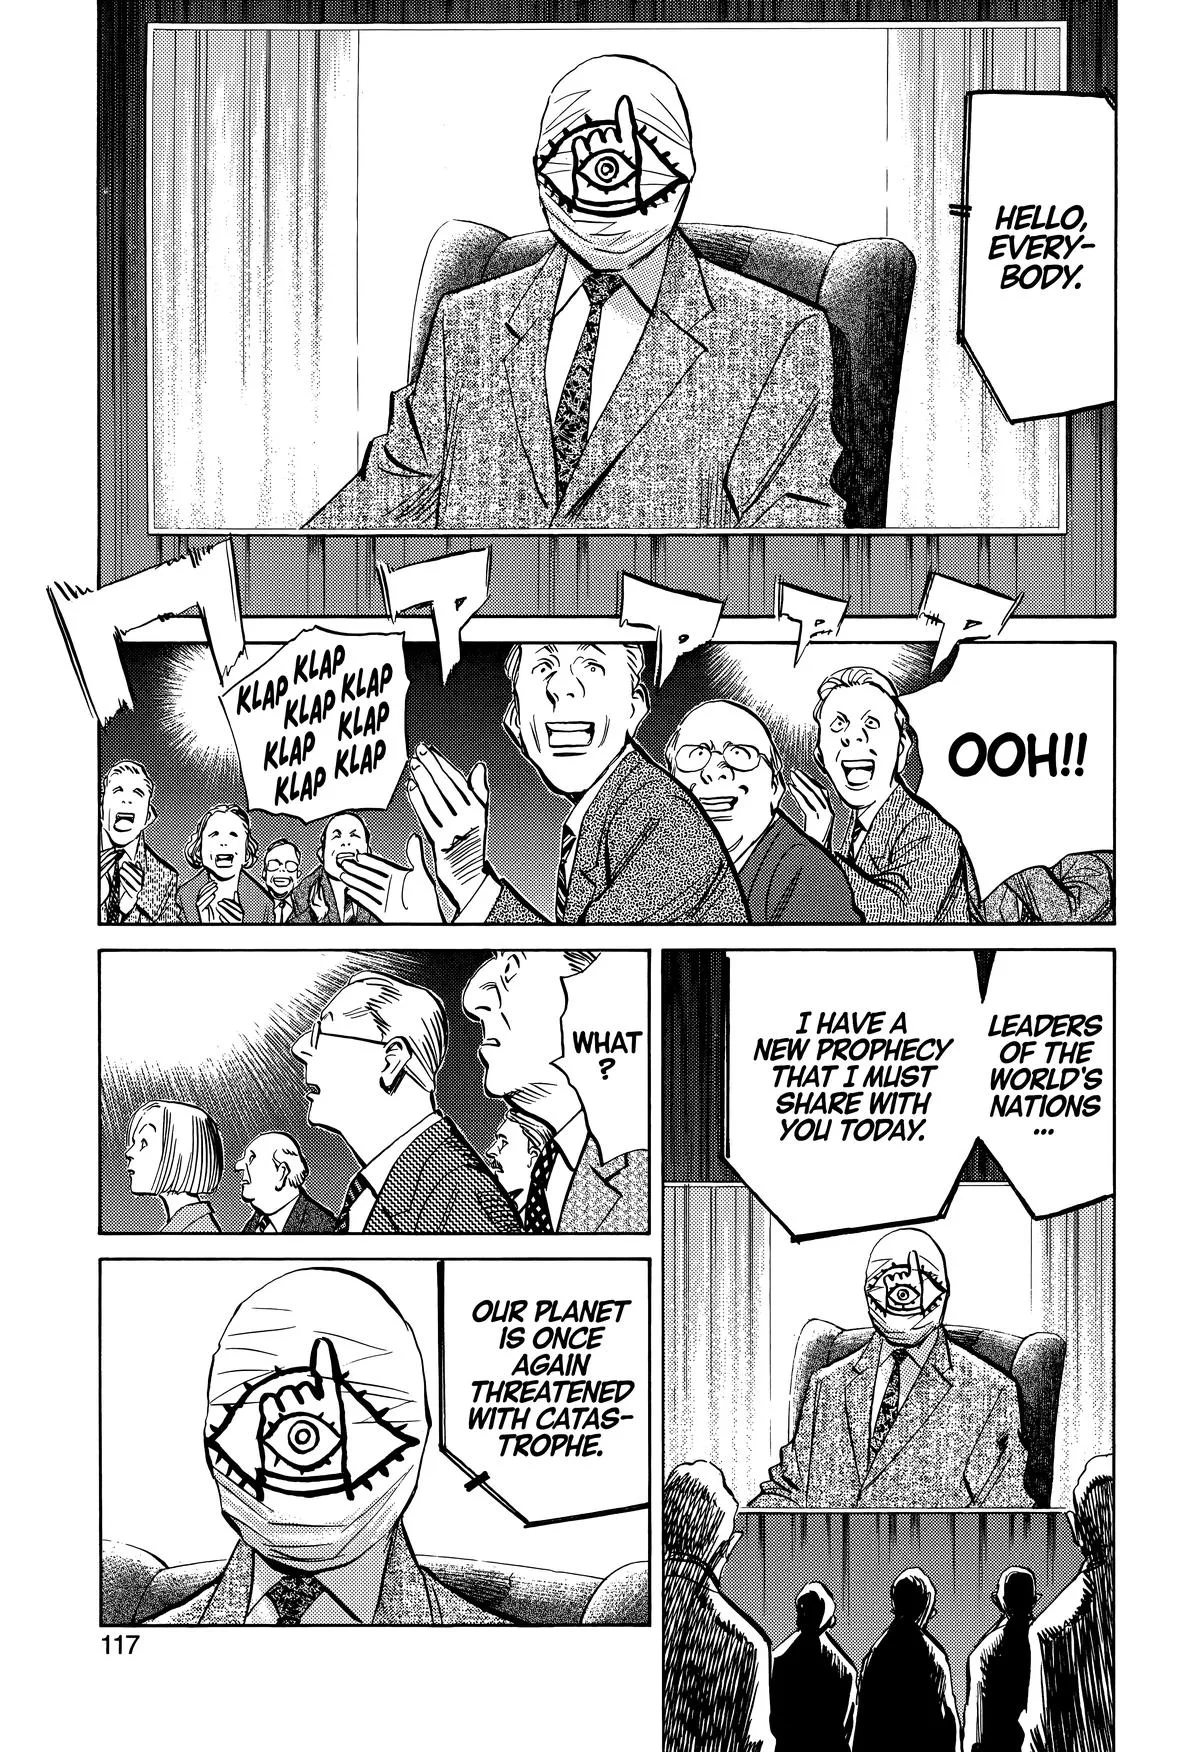 HELLO,
EVERY-
BODY.
OOH!!
KLAP
KLAP
KLAP
KLAP
KLAP
KLAP
KLAP
KLAP
LEADERS
OF THE
WORLD'S
NATIONS
...
I HAVE A
NEW PROPHECY
THAT I MUST
SHARE WITH
YOU TODAY.
WHAT
?
OUR PLANET
IS ONCE
AGAIN
THREATENED
WITH CATAS-
TROPHE.
117